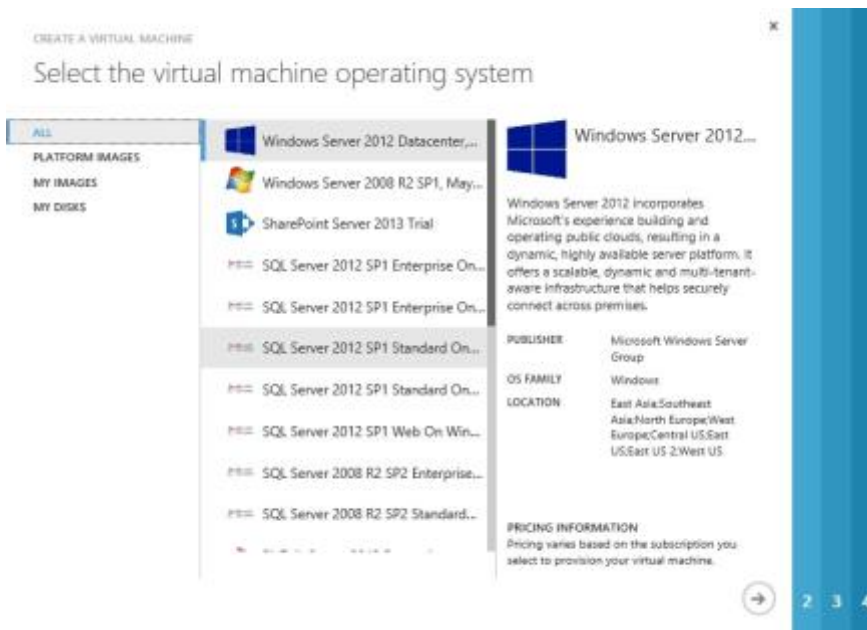 CREATE A VIRTUAL MACHINE
Select the virtual machine operating system
ALL
PLATFORM IMAGES
MY IMAGES
MY DISKS
Windows Server 2012 Datacenter,...
Windows Server 2008 R2 SP1, May...
SharePoint Server 2013 Trial
SQL Server 2012 SP1 Enterprise On...
SQL Server 2012 SP1 Enterprise On...
SQL Server 2012 SP1 Standard On...
SQL Server 2012 SP1 Standard On...
SQL Server 2012 SP1 Web On Win...
SQL Server 2008 R2 SP2 Enterprise...
SQL Server 2008 R2 SP2 Standard...
Windows Server 2012...
Windows Server 2012 incorporates
Microsoft's experience building and
operating public clouds, resulting in a
dynamic, highly available server platform. It
offers a scalable, dynamic and multi-tenant-
aware infrastructure that helps securely
connect across premises.
PUBLISHER Microsoft Windows Server
Group
OS FAMILY Windows
LOCATION East Asia;Southeast
Asia;North Europe;West
Europe;Central US;East
US;East US 2;West US
PRICING INFORMATION
Pricing varies based on the subscription you
select to provision your virtual machine.
2 3 4